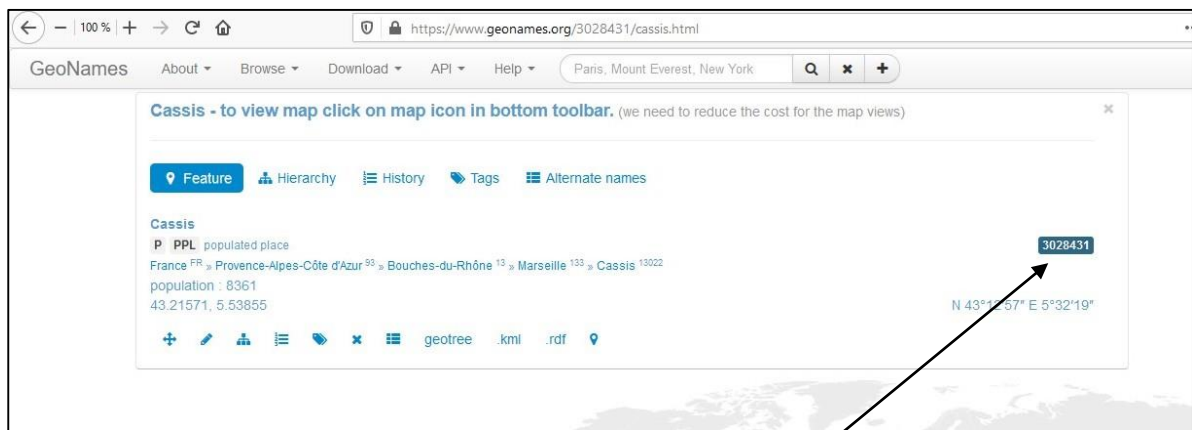 100 % https://www.geonames.org/3028431/cassis.html
GeoNames About Browse Download API Help Paris, Mount Everest, New York
Cassis - to view map click on map icon in bottom toolbar. (we need to reduce the cost for the map views)
Feature Hierarchy History Tags Alternate names
Cassis
P PPL populated place 3028431
France FR » Provence-Alpes-Côte d'Azur 93 » Bouches-du-Rhône 13 » Marseille 133 » Cassis 13022
population : 8361
43.21571, 5.53855 N 43°12'57" E 5°32'19"
geotree .kml .rdf